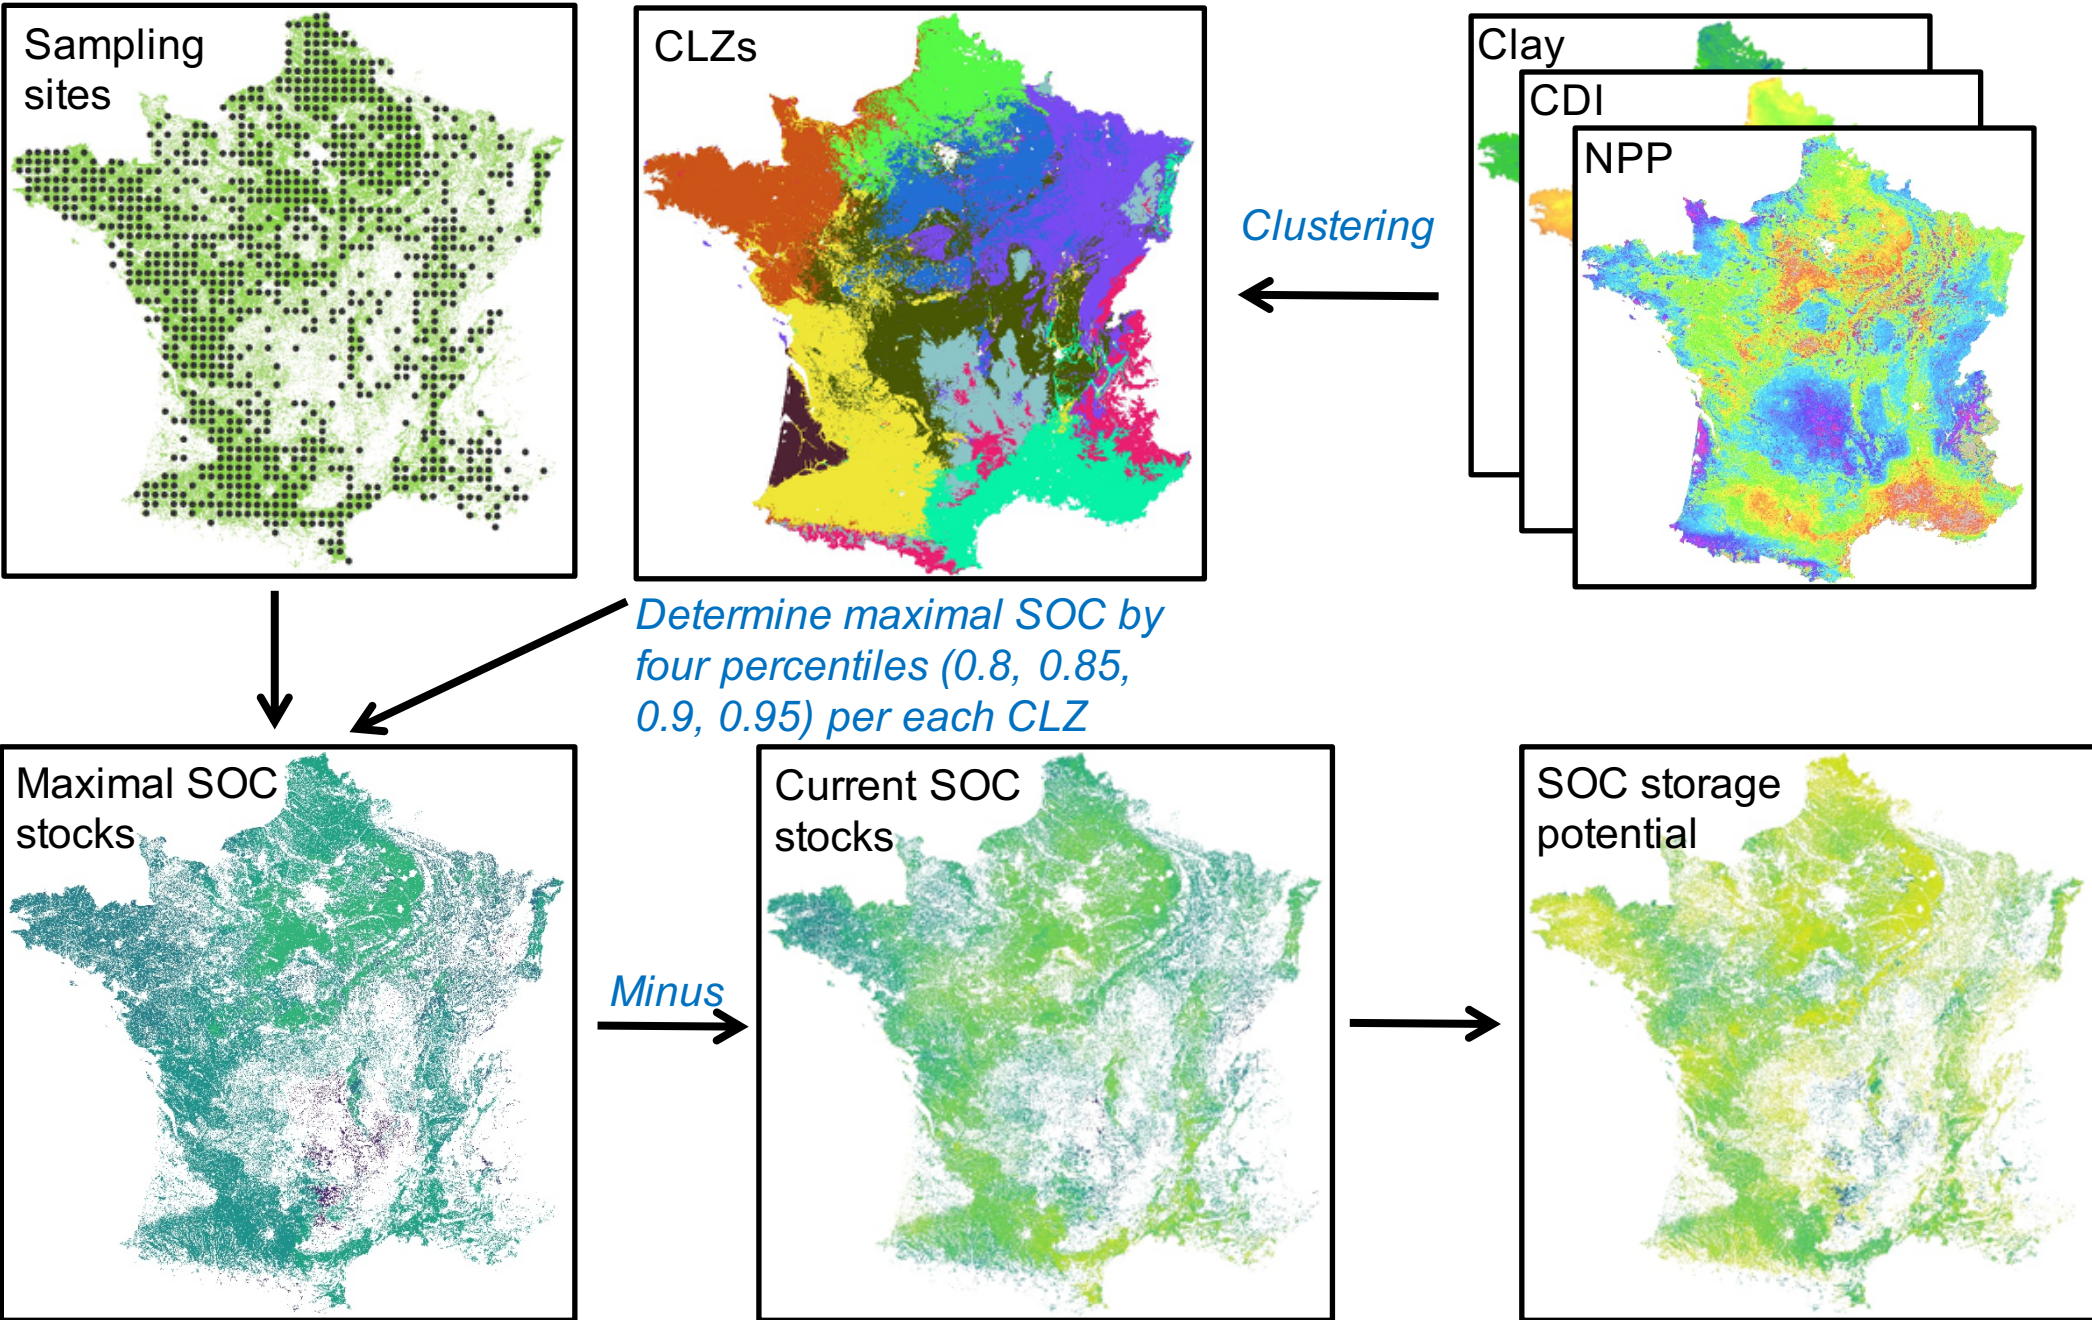 Sampling
sites
CLZs
Clay
CDI
NPP
Clustering
Determine maximal SOC by
four percentiles (0.8, 0.85,
0.9, 0.95) per each CLZ
Maximal SOC
stocks
Minus
Current SOC
stocks
SOC storage
potential